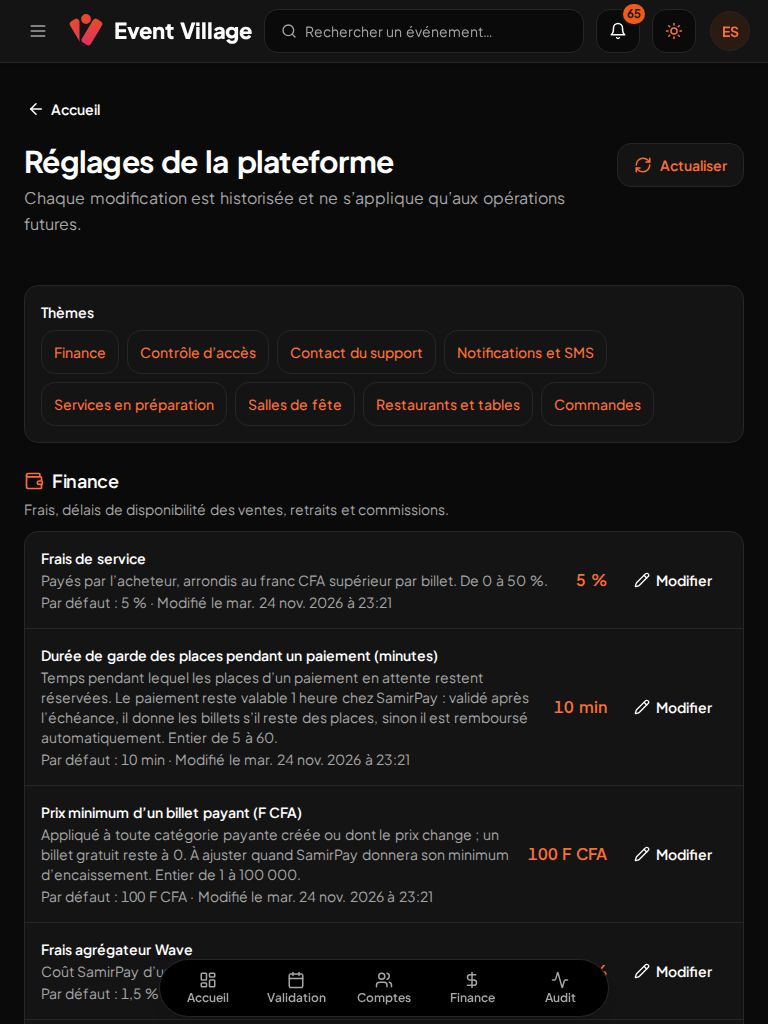 Event Village
Rechercher un événement…
65
ES
Accueil
Réglages de la plateforme
Actualiser
Chaque modification est historisée et ne s’applique qu’aux opérations
futures.
Thèmes
Finance
Contrôle d’accès
Contact du support
Notifications et SMS
Services en préparation
Salles de fête
Restaurants et tables
Commandes
Finance
Frais, délais de disponibilité des ventes, retraits et commissions.
Frais de service
Payés par l’acheteur, arrondis au franc CFA supérieur par billet. De 0 à 50 %.
Par défaut : 5 % · Modifié le mar. 24 nov. 2026 à 23:21
5 %
Modifier
Durée de garde des places pendant un paiement (minutes)
Temps pendant lequel les places d’un paiement en attente restent
réservées. Le paiement reste valable 1 heure chez SamirPay : validé après
l’échéance, il donne les billets s’il reste des places, sinon il est remboursé
automatiquement. Entier de 5 à 60.
Par défaut : 10 min · Modifié le mar. 24 nov. 2026 à 23:21
10 min
Modifier
Prix minimum d’un billet payant (F CFA)
Appliqué à toute catégorie payante créée ou dont le prix change ; un
billet gratuit reste à 0. À ajuster quand SamirPay donnera son minimum
d’encaissement. Entier de 1 à 100 000.
Par défaut : 100 F CFA · Modifié le mar. 24 nov. 2026 à 23:21
100 F CFA
Modifier
Frais agrégateur Wave
Coût SamirPay
Par défaut : 1,5 %
Modifier
Accueil
Validation
Comptes
Finance
Audit